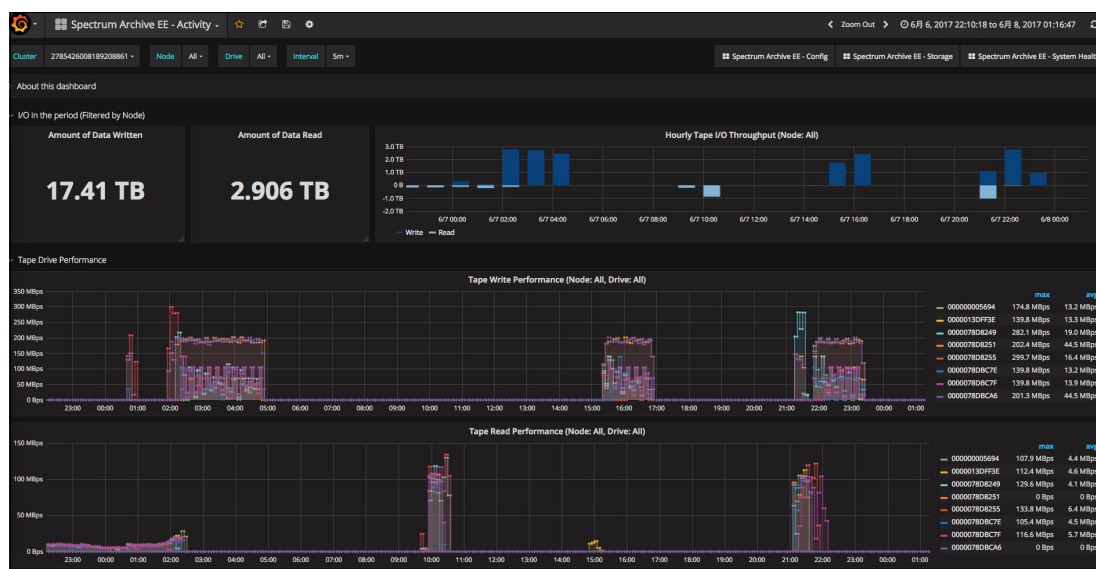 Spectrum Archive EE - Activity
Zoom Out 6月 6, 2017 22:10:18 to 6月 8, 2017 01:16:47
Cluster 2785426008189208861 Node All Drive All Interval 5m Spectrum Archive EE - Config Spectrum Archive EE - Storage Spectrum Archive EE - System Healt
About this dashboard
I/O in the period (Filtered by Node)
Amount of Data Written
17.41 TB
Amount of Data Read
2.906 TB
Hourly Tape I/O Throughput (Node: All)
3.0 TB
2.0 TB
1.0 TB
0 B
-1.0 TB
-2.0 TB
6/7 00:00 6/7 02:00 6/7 04:00 6/7 06:00 6/7 08:00 6/7 10:00 6/7 12:00 6/7 14:00 6/7 16:00 6/7 18:00 6/7 20:00 6/7 22:00 6/8 00:00
Write Read
Tape Drive Performance
Tape Write Performance (Node: All, Drive: All)
350 MBps
300 MBps
250 MBps
200 MBps
150 MBps
100 MBps
50 MBps
0 Bps
23:00 00:00 01:00 02:00 03:00 04:00 05:00 06:00 07:00 08:00 09:00 10:00 11:00 12:00 13:00 14:00 15:00 16:00 17:00 18:00 19:00 20:00 21:00 22:00 23:00 00:00 01:00
max avg
000000005694 174.8 MBps 13.2 MBps
0000013DFF3E 139.8 MBps 13.3 MBps
0000078D8249 282.1 MBps 19.0 MBps
0000078D8251 202.4 MBps 44.5 MBps
0000078D8255 299.7 MBps 16.4 MBps
0000078DBC7E 139.8 MBps 13.2 MBps
0000078DBC7F 139.8 MBps 13.9 MBps
0000078DBCA6 201.3 MBps 44.5 MBps
Tape Read Performance (Node: All, Drive: All)
150 MBps
100 MBps
50 MBps
0 Bps
23:00 00:00 01:00 02:00 03:00 04:00 05:00 06:00 07:00 08:00 09:00 10:00 11:00 12:00 13:00 14:00 15:00 16:00 17:00 18:00 19:00 20:00 21:00 22:00 23:00 00:00 01:00
max avg
000000005694 107.9 MBps 4.4 MBps
0000013DFF3E 112.4 MBps 4.6 MBps
0000078D8249 129.6 MBps 4.1 MBps
0000078D8251 0 Bps 0 Bps
0000078D8255 133.8 MBps 6.4 MBps
0000078DBC7E 105.4 MBps 4.5 MBps
0000078DBC7F 116.6 MBps 5.7 MBps
0000078DBCA6 0 Bps 0 Bps